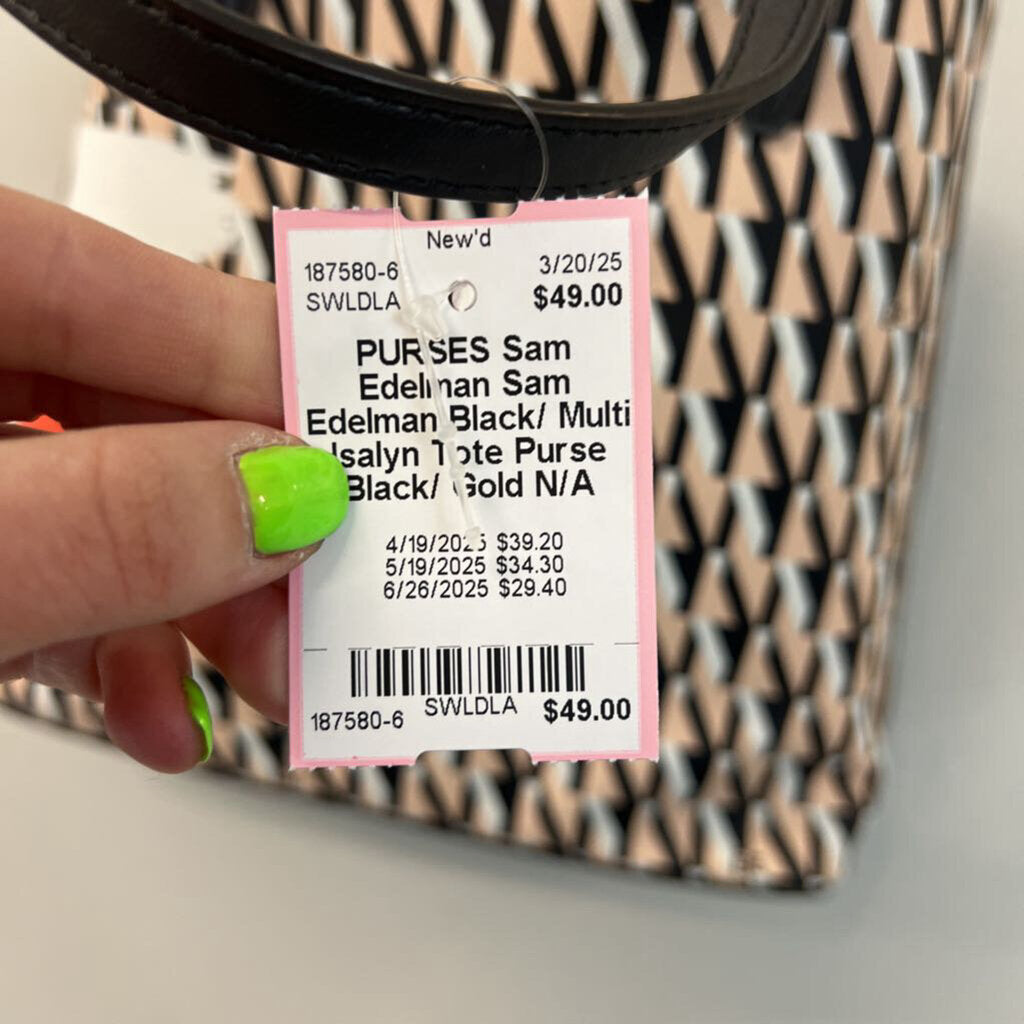 New'd
187580-6 3/20/25
SWLDLA $49.00
PURSES Sam
Edelman Sam
Edelman Black/ Multi
Isalyn Tote Purse
Black/ Gold N/A
4/19/2025 $39.20
5/19/2025 $34.30
6/26/2025 $29.40
187580-6 SWLDLA $49.00